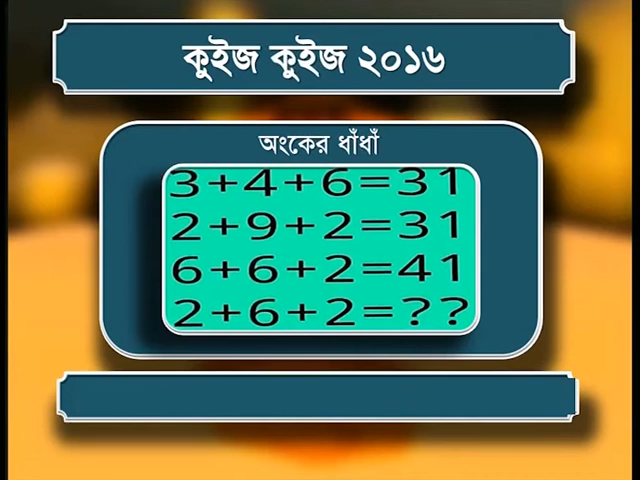 কুইজ কুইজ ২০১৬
অংকের ধাঁধাঁ
3+4+6=31
2+9+2=31
6+6+2=41
2+6+2=??